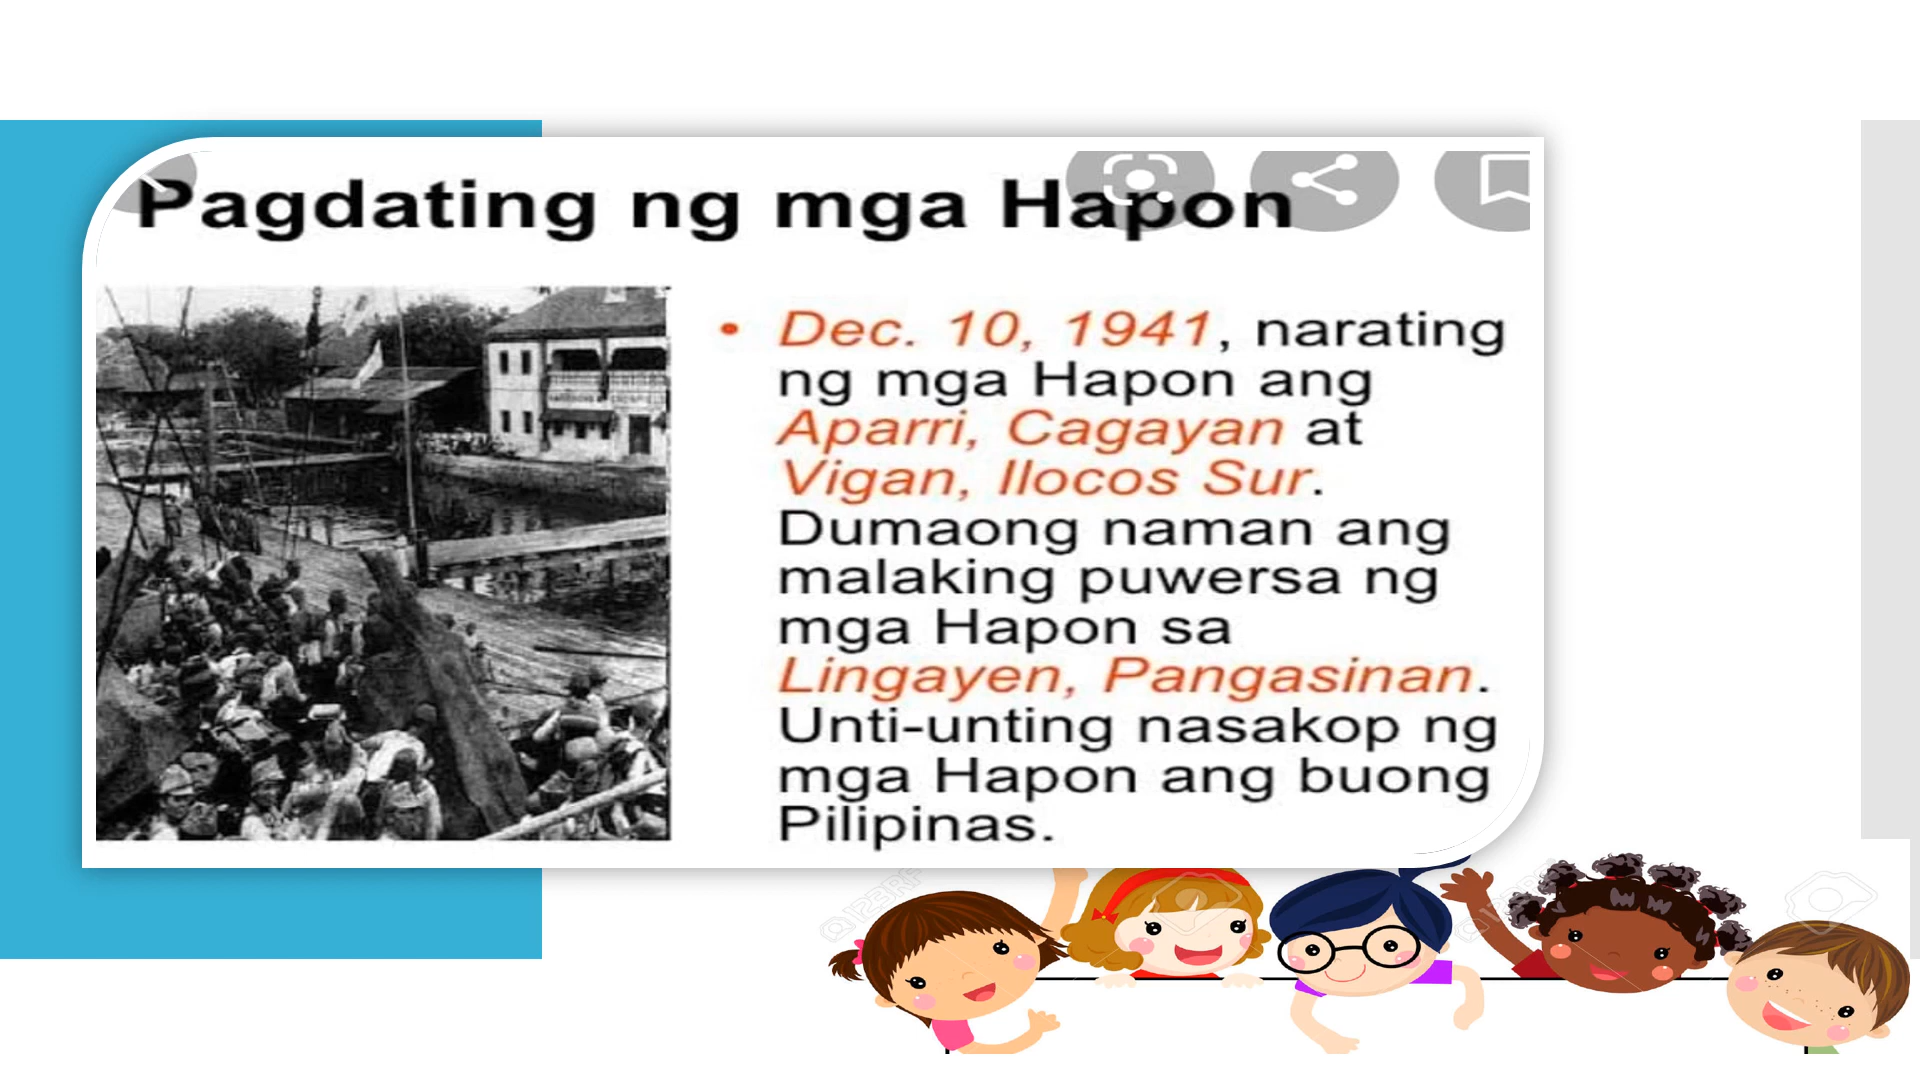 Pagdating ng mga Hapon
• Dec. 10, 1941, narating
ng mga Hapon ang
Aparri, Cagayan at
Vigan, Ilocos Sur.
Dumaong naman ang
malaking puwersa ng
mga Hapon sa
Lingayen, Pangasinan.
Unti-unting nasakop ng
mga Hapon ang buong
Pilipinas.